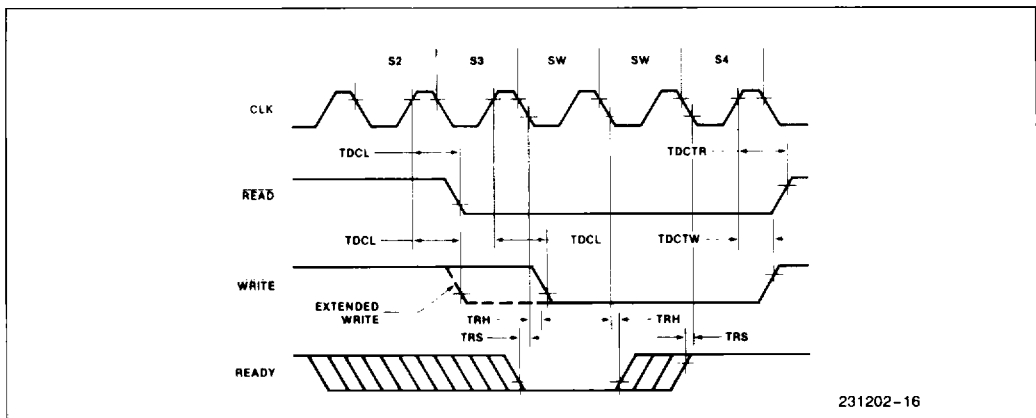 S2 S3 SW SW S4
CLK
TDCL TDCTR
READ
TDCL TDCL TDCTW
WRITE
EXTENDED
WRITE
TRH TRH
TRS TRS
READY
231202-16